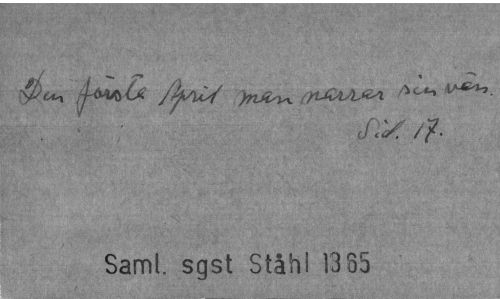 Den första April man narrar sin vän.
Sid. 17.
Saml. sgst Ståhl 1365